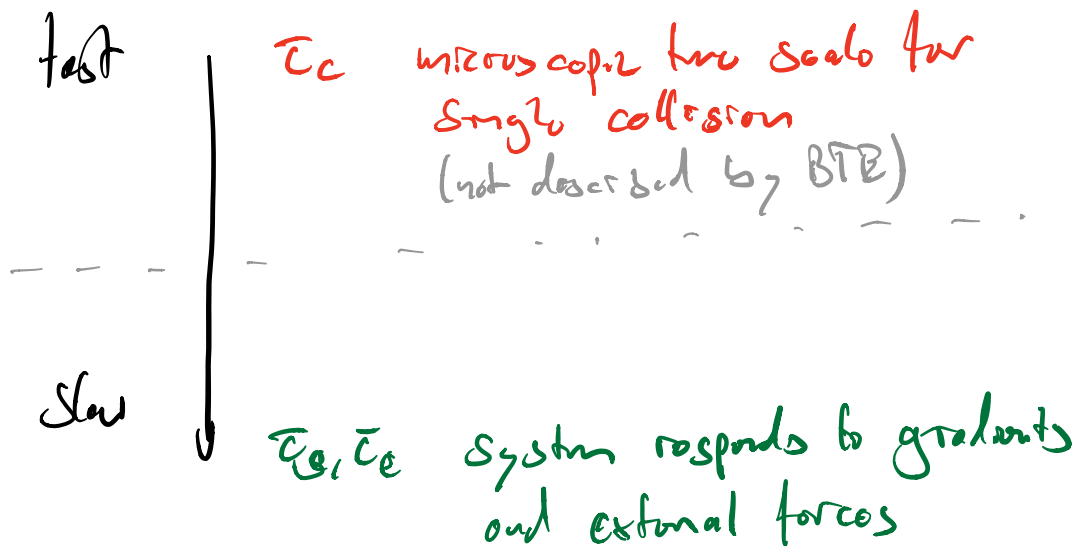 fast
τc microscopic time scale for
single collision
(not described by BTE)
slow
τs, τe system responds to gradients
and external forces